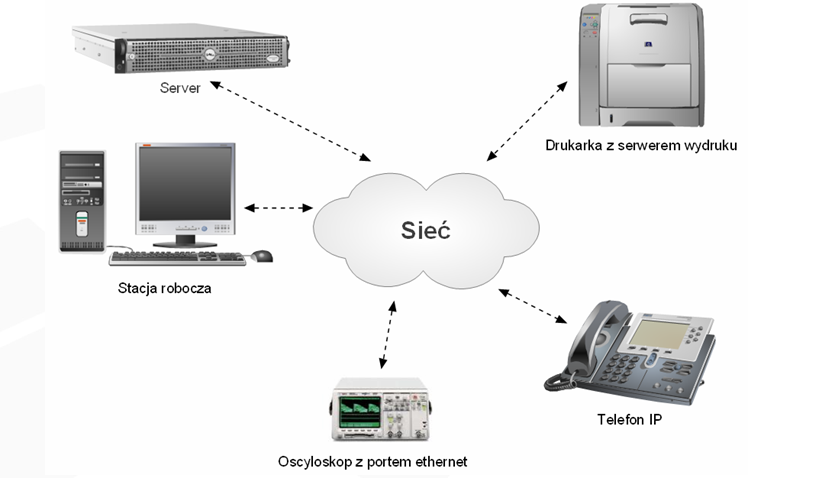 Server
Drukarka z serwerem wydruku
Sieć
Stacja robocza
Telefon IP
Oscyloskop z portem ethernet